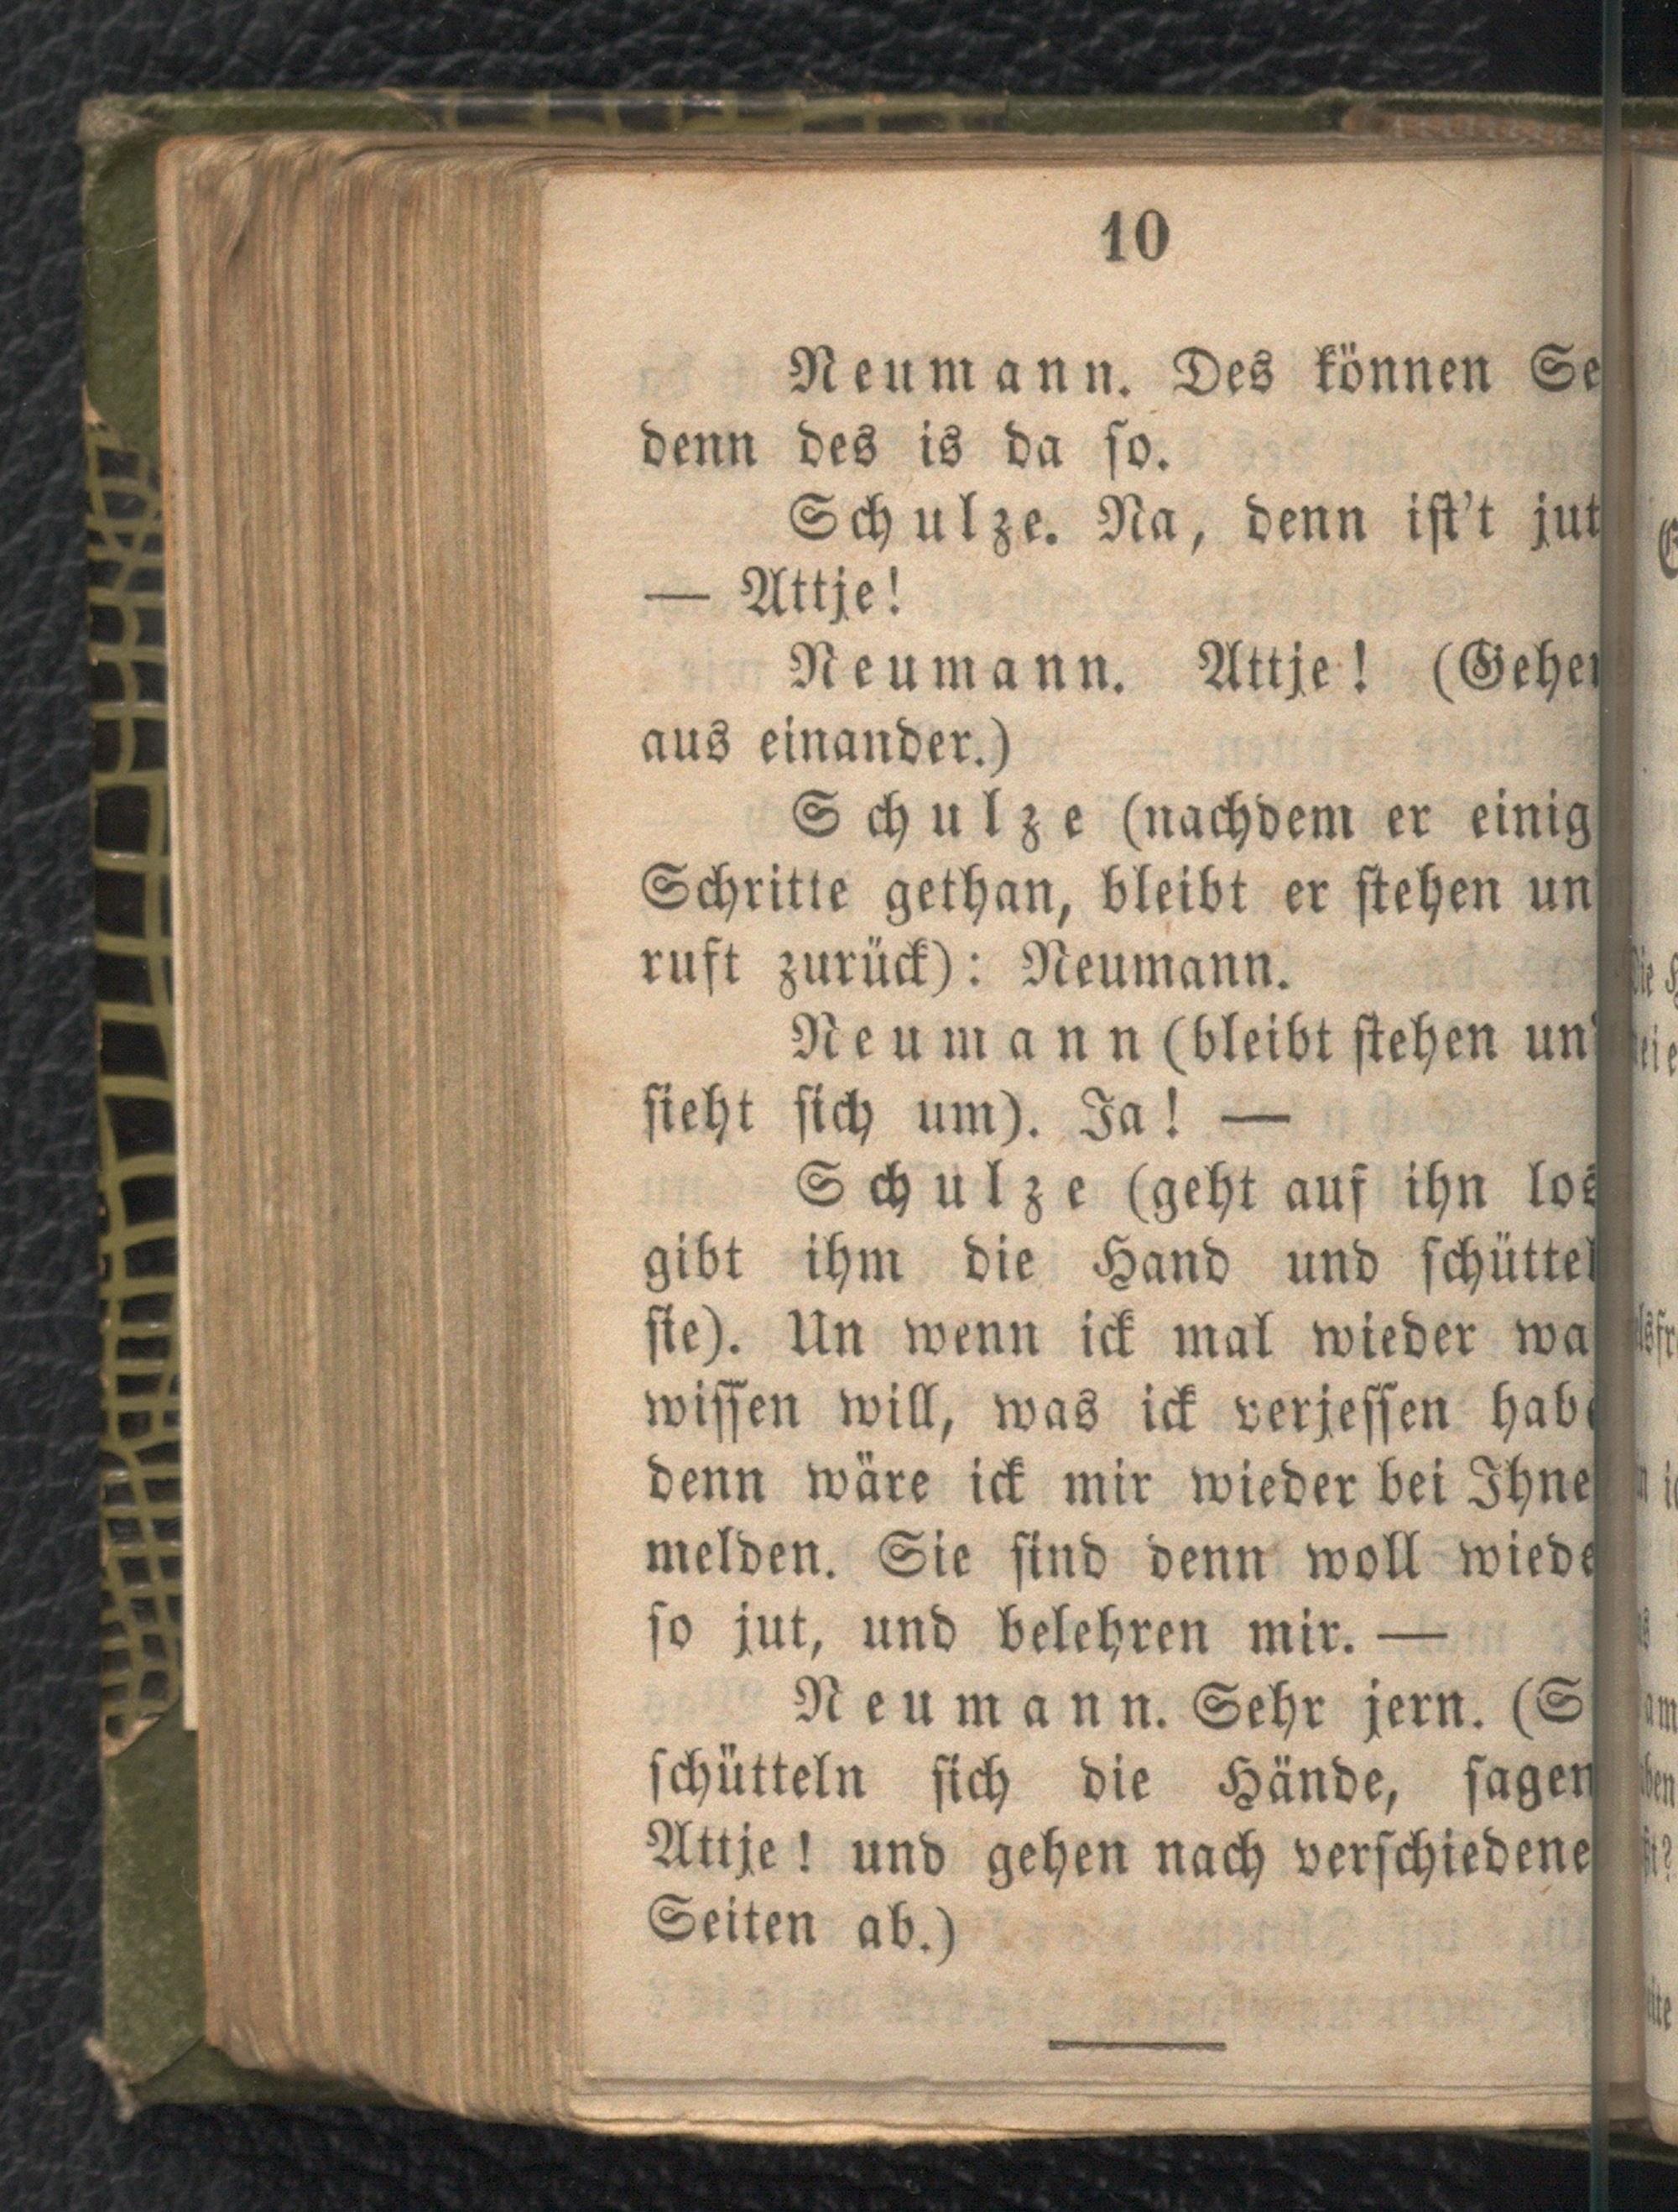 10
Neumann. Des können Se
denn des is da ſo.
Schulze. Na, denn iſt't jut
— Attje!
Neumann. Attje! (Gehen
aus einander.)
Schulze (nachdem er einig
Schritte gethan, bleibt er ſtehen un
ruft zurück): Neumann.
Neumann (bleibt ſtehen und
ſieht ſich um). Ja! —
Schulze (geht auf ihn los
gibt ihm die Hand und ſchüttel
ſie). Un wenn ick mal wieder wa
wiſſen will, was ick verjeſſen habe
denn wäre ick mir wieder bei Ihne
melden. Sie ſind denn woll wiede
ſo jut, und belehren mir. —
Neumann. Sehr jern. (S
ſchütteln ſich die Hände, ſagen
Attje! und gehen nach verſchiedene
Seiten ab.)